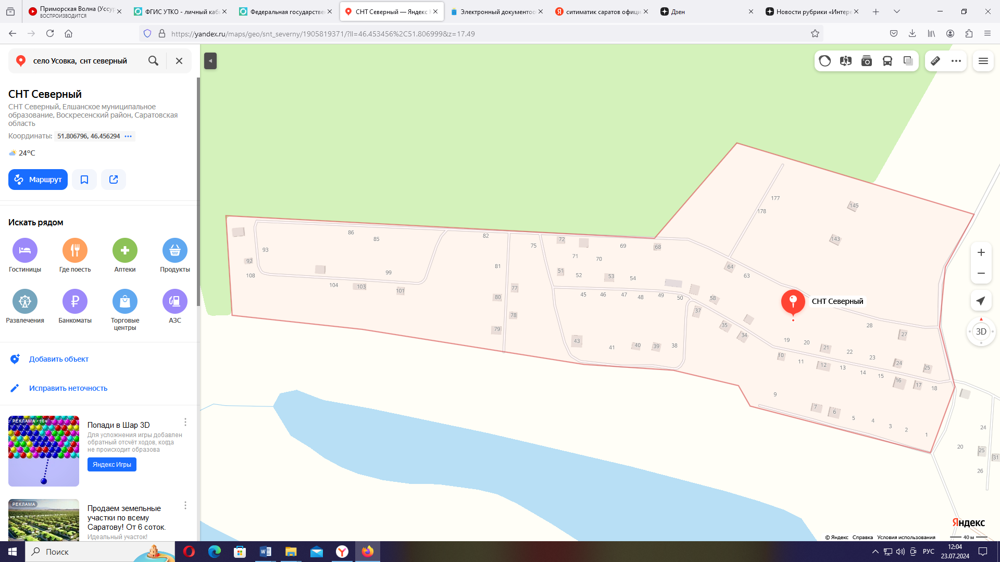 Приморская Волна (Уссур
ВОСПРОИЗВОДИТСЯ
ФГИС УТКО - личный каб
Федеральная государстве
СНТ Северный — Яндекс
Электронный документоо
ситиматик саратов офиц
Дзен
Новости рубрики «Интере
https://yandex.ru/maps/geo/snt_severny/1905819371/?ll=46.453456%2C51.806999&z=17.49
село Усовка, снт северный
СНТ Северный
СНТ Северный, Елшанское муниципальное
образование, Воскресенский район, Саратовская
область
Координаты: 51.806796, 46.456294
24°C
Маршрут
Искать рядом
Гостиницы
Где поесть
Аптеки
Продукты
Развлечения
Банкоматы
Торговые
центры
АЗС
Добавить объект
Исправить неточность
РЕКЛАМА • 16+
Попади в Шар 3D
Для усложнения игры добавлен
обратный отсчёт ходов, когда
не происходит образова
Яндекс Игры
РЕКЛАМА
Продаем земельные
участки по всему
Саратову! От 6 соток.
Идеальный участок!
177
178
145
143
86
85
82
75
72
69
68
71
70
93
92
108
99
104
103
101
81
77
80
78
79
51
52
53
54
64
63
45
46
47
48
49
50
58
37
35
34
43
41
40
39
38
СНТ Северный
28
27
19
20
21
22
23
24
25
10
11
12
13
14
15
16
17
18
9
7
6
5
4
3
2
1
24
20
25
31
26
3D
Яндекс
© Яндекс Справка Условия использования
40 м
Поиск
РУС
12:04
23.07.2024